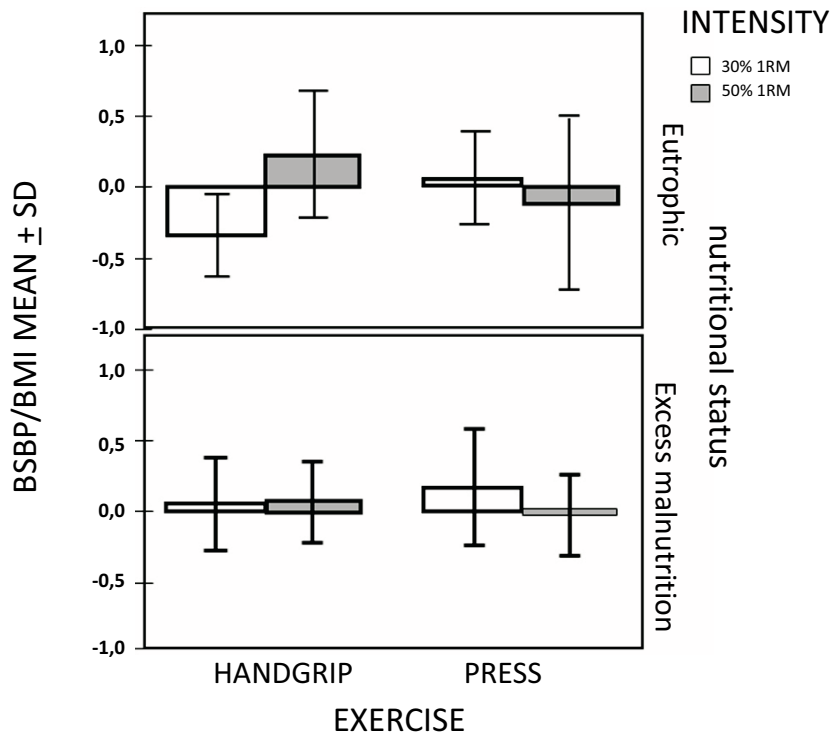 INTENSITY
30% 1RM
50% 1RM
BSBP/BMI MEAN ± SD
1,0
0,5
0,0
-0,5
-1,0
Eutrophic
1,0
0,5
0,0
-0,5
-1,0
Excess malnutrition
nutritional status
HANDGRIP PRESS
EXERCISE